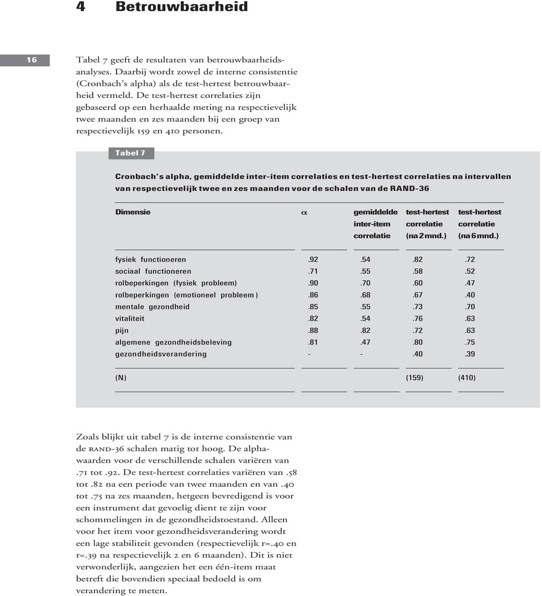 4 Betrouwbaarheid
16
Tabel 7 geeft de resultaten van betrouwbaarheids-
analyses. Daarbij wordt zowel de interne consistentie
(Cronbach's alpha) als de test-hertest betrouwbaar-
heid vermeld. De test-hertest correlaties zijn
gebaseerd op een herhaalde meting na respectievelijk
twee maanden en zes maanden bij een groep van
respectievelijk 159 en 410 personen.
Tabel 7
Cronbach's alpha, gemiddelde inter-item correlaties en test-hertest correlaties na intervallen
van respectievelijk twee en zes maanden voor de schalen van de RAND-36
Dimensie α gemiddelde test-hertest test-hertest
inter-item correlatie correlatie
correlatie (na 2 mnd.) (na 6 mnd.)
fysiek functioneren .92 .54 .82 .72
sociaal functioneren .71 .55 .58 .52
rolbeperkingen (fysiek probleem) .90 .70 .60 .47
rolbeperkingen (emotioneel probleem) .86 .68 .67 .40
mentale gezondheid .85 .55 .73 .70
vitaliteit .82 .54 .76 .63
pijn .88 .82 .72 .63
algemene gezondheidsbeleving .81 .47 .80 .75
gezondheidsverandering - - .40 .39
(N) (159) (410)
Zoals blijkt uit tabel 7 is de interne consistentie van
de RAND-36 schalen matig tot hoog. De alpha-
waarden voor de verschillende schalen variëren van
.71 tot .92. De test-hertest correlaties variëren van .58
tot .82 na een periode van twee maanden en van .40
tot .75 na zes maanden, hetgeen bevredigend is voor
een instrument dat gevoelig dient te zijn voor
schommelingen in de gezondheidstoestand. Alleen
voor het item voor gezondheidsverandering wordt
een lage stabiliteit gevonden (respectievelijk r=.40 en
r=.39 na respectievelijk 2 en 6 maanden). Dit is niet
verwonderlijk, aangezien het een één-item maat
betreft die bovendien speciaal bedoeld is om
verandering te meten.